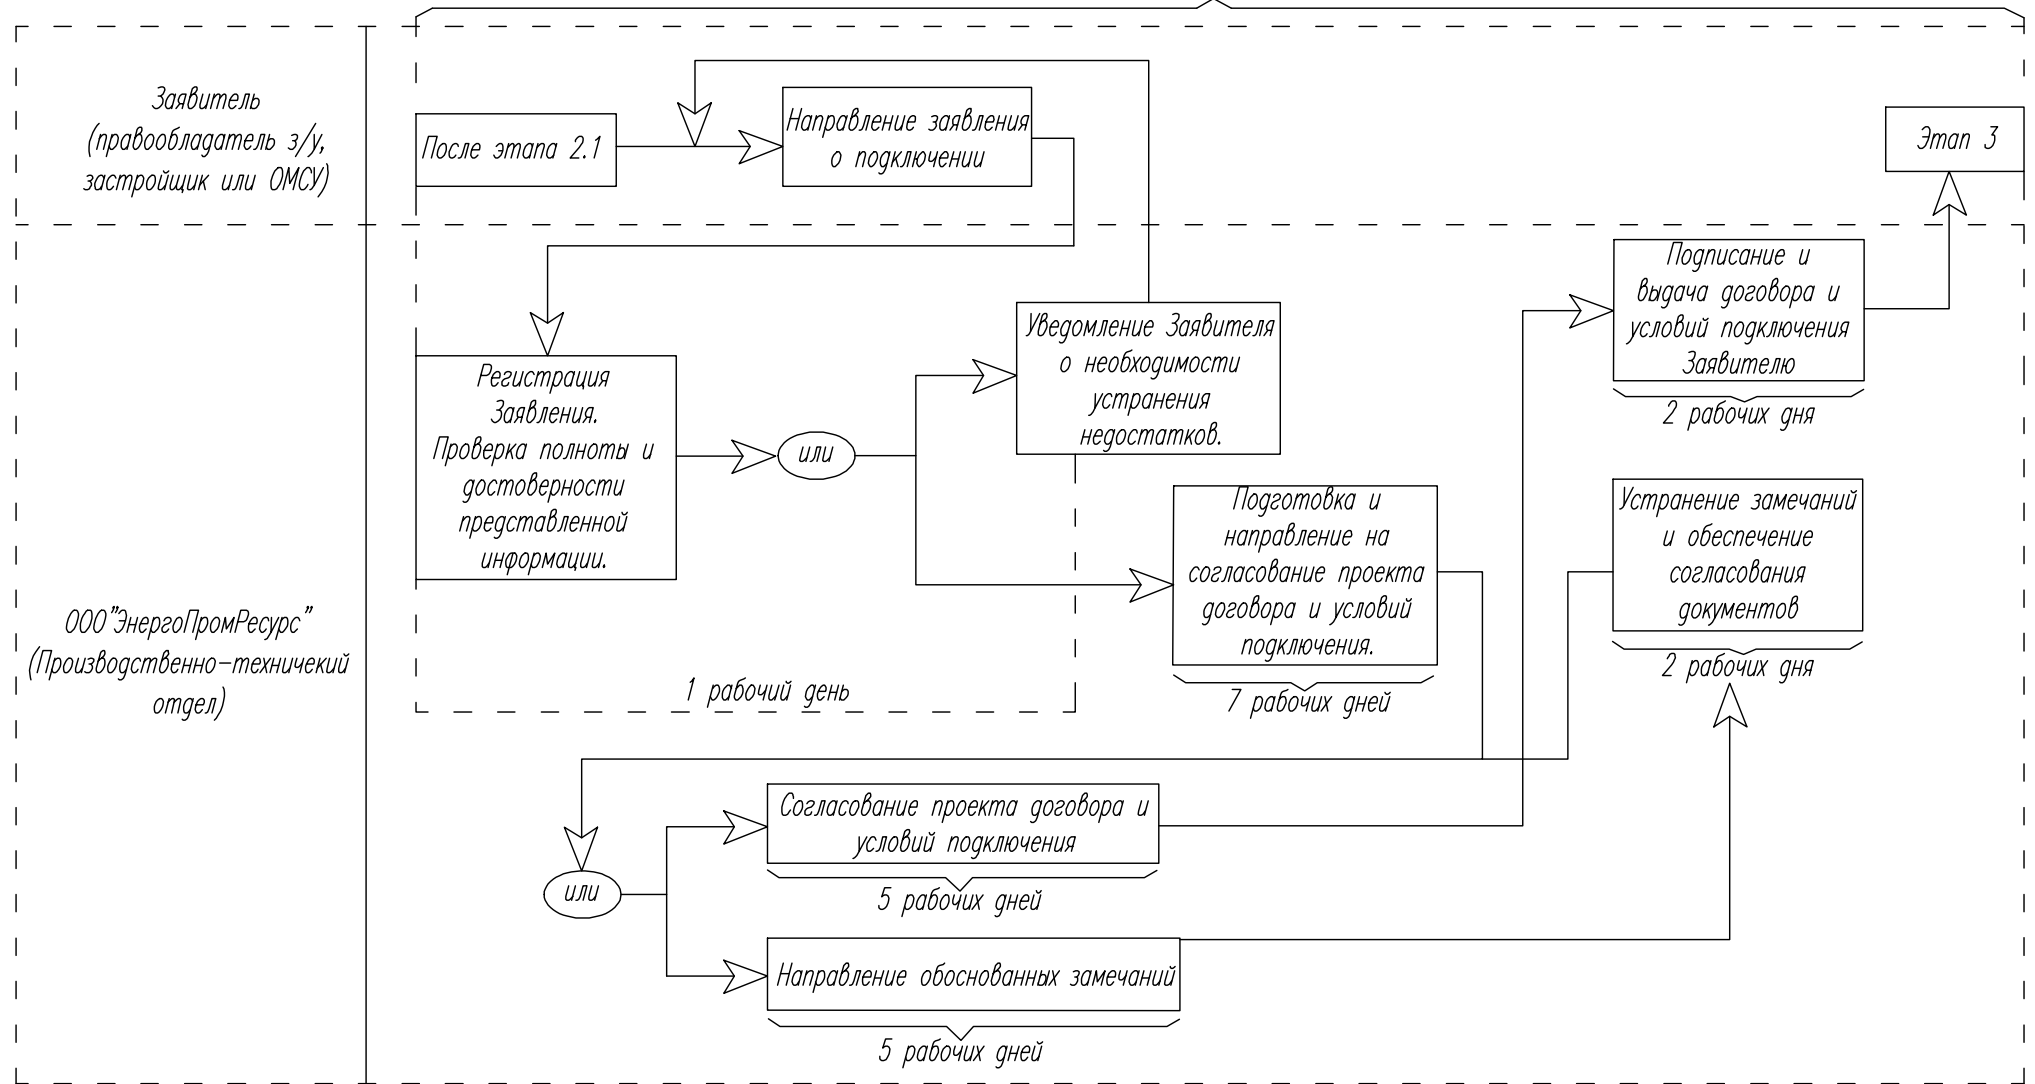 Заявитель
(правообладатель з/у,
застройщик или ОМСУ)
После этапа 2.1
Направление заявления
о подключении
Этап 3
ООО"ЭнергоПромРесурс"
(Производственно-техничекий
отдел)
Регистрация
Заявления.
Проверка полноты и
достоверности
представленной
информации.
или
Уведомление Заявителя
о необходимости
устранения
недостатков.
1 рабочий день
Подготовка и
направление на
согласование проекта
договора и условий
подключения.
7 рабочих дней
Подписание и
выдача договора и
условий подключения
Заявителю
2 рабочих дня
Устранение замечаний
и обеспечение
согласования
документов
2 рабочих дня
или
Согласование проекта договора и
условий подключения
5 рабочих дней
Направление обоснованных замечаний
5 рабочих дней